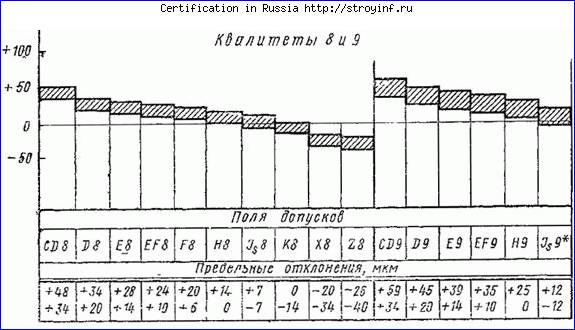 Certification in Russia http://stroyinf.ru
Квалитеты 8 и 9
+100
+50
0
-50
Поля допусков
CD8 D8 E8 EF8 F8 H8 Js8 K8 X8 Z8 CD9 D9 E9 EF9 H9 Js9*
Предельные отклонения, мкм
+48 +34 +28 +24 +20 +14 +7 0 -20 -26 +59 +45 +39 +35 +25 +12
+34 +20 +14 +10 +6 0 -7 -14 -34 -40 +34 +20 +14 +10 0 -12